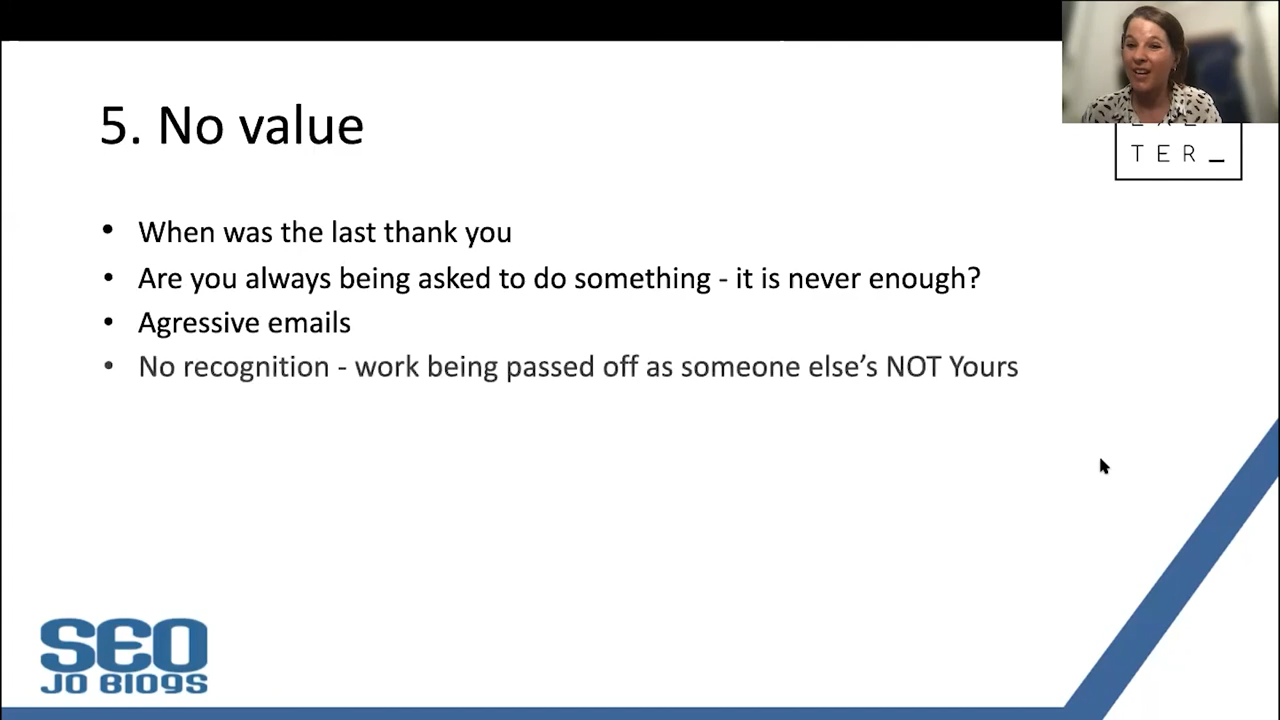 5. No value
TER_
• When was the last thank you
• Are you always being asked to do something - it is never enough?
• Agressive emails
• No recognition - work being passed off as someone else's NOT Yours
SEO
JO BlOgS